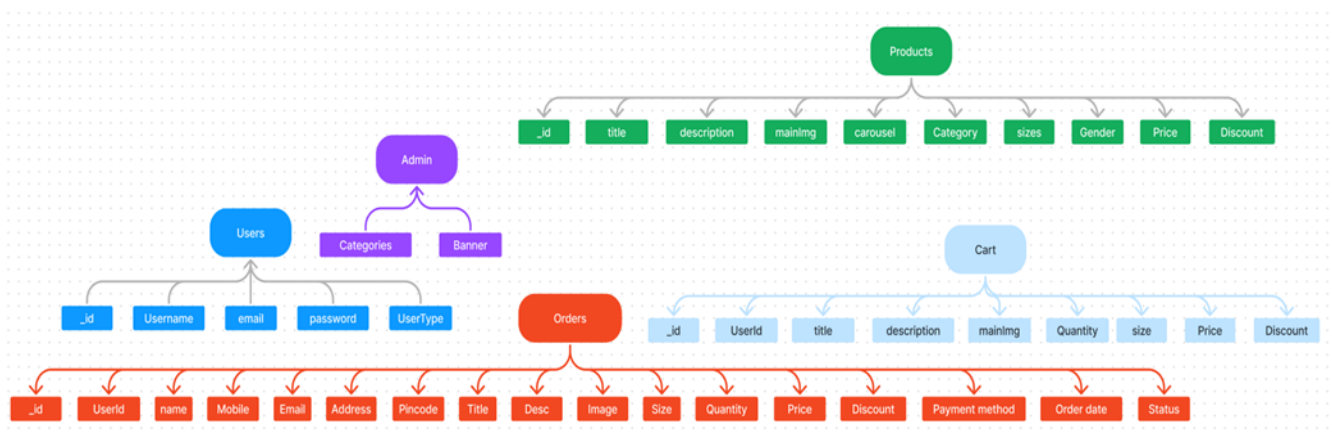 Products
_id title description mainImg carousel Category sizes Gender Price Discount
Admin
Categories Banner
Users
_id Username email password UserType
Cart
_id UserId title description mainImg Quantity size Price Discount
Orders
_id UserId name Mobile Email Address Pincode Title Desc Image Size Quantity Price Discount Payment method Order date Status